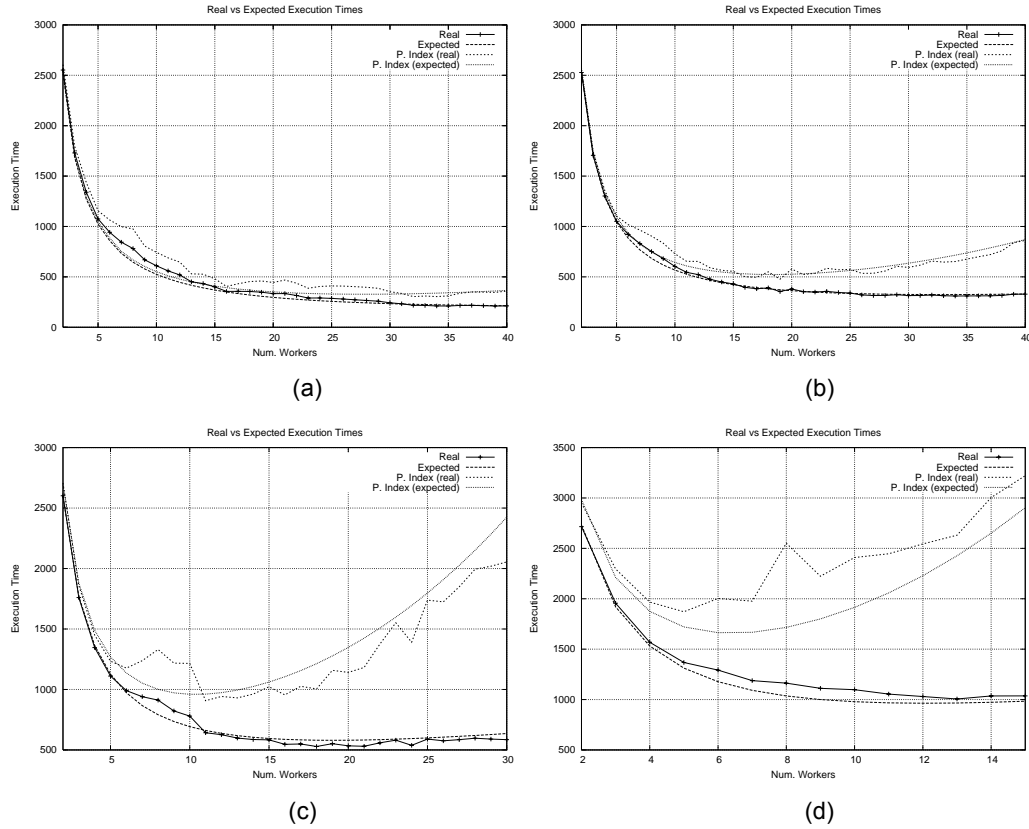 Real vs Expected Execution Times
3000
2500
2000
1500
1000
500
0
Execution Time
Real
Expected
P. Index (real)
P. Index (expected)
5 10 15 20 25 30 35 40
Num. Workers
(a)
Real vs Expected Execution Times
3000
2500
2000
1500
1000
500
0
Execution Time
Real
Expected
P. Index (real)
P. Index (expected)
5 10 15 20 25 30 35 40
Num. Workers
(b)
Real vs Expected Execution Times
3000
2500
2000
1500
1000
500
Execution Time
Real
Expected
P. Index (real)
P. Index (expected)
5 10 15 20 25 30
Num. Workers
(c)
Real vs Expected Execution Times
3500
3000
2500
2000
1500
1000
500
Execution Time
Real
Expected
P. Index (real)
P. Index (expected)
2 4 6 8 10 12 14
Num. Workers
(d)